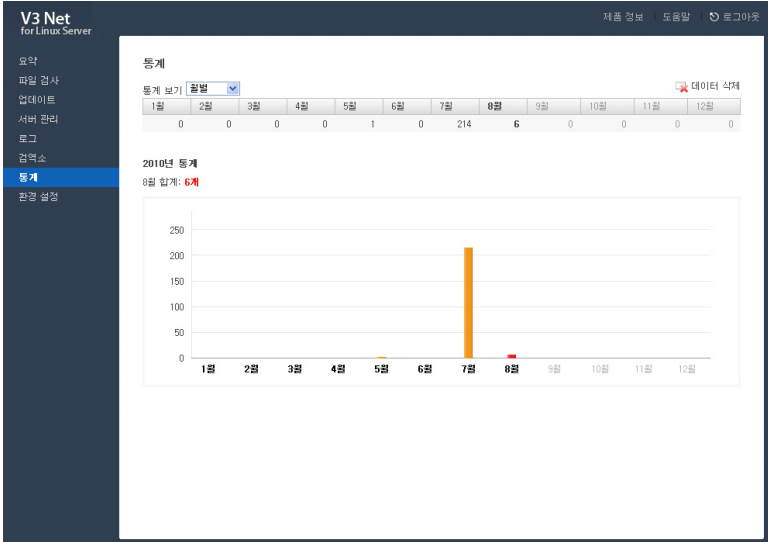 V3 Net
for Linux Server
제품 정보 도움말 로그아웃
요약
파일 검사
업데이트
서버 관리
로그
검역소
통계
환경 설정
통계
통계 보기 월별 데이터 삭제
1월 2월 3월 4월 5월 6월 7월 8월 9월 10월 11월 12월
0 0 0 0 1 0 214 6 0 0 0 0
2010년 통계
8월 합계: 6개
250
200
150
100
50
0
1월 2월 3월 4월 5월 6월 7월 8월 9월 10월 11월 12월